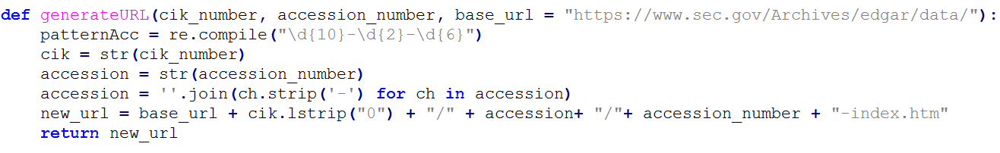 def generateURL(cik_number, accession_number, base_url = "https://www.sec.gov/Archives/edgar/data/"):
    patternAcc = re.compile("\d{10}-\d{2}-\d{6}")
    cik = str(cik_number)
    accession = str(accession_number)
    accession = ''.join(ch.strip('-') for ch in accession)
    new_url = base_url + cik.lstrip("0") + "/" + accession+ "/"+ accession_number + "-index.htm"
    return new_url